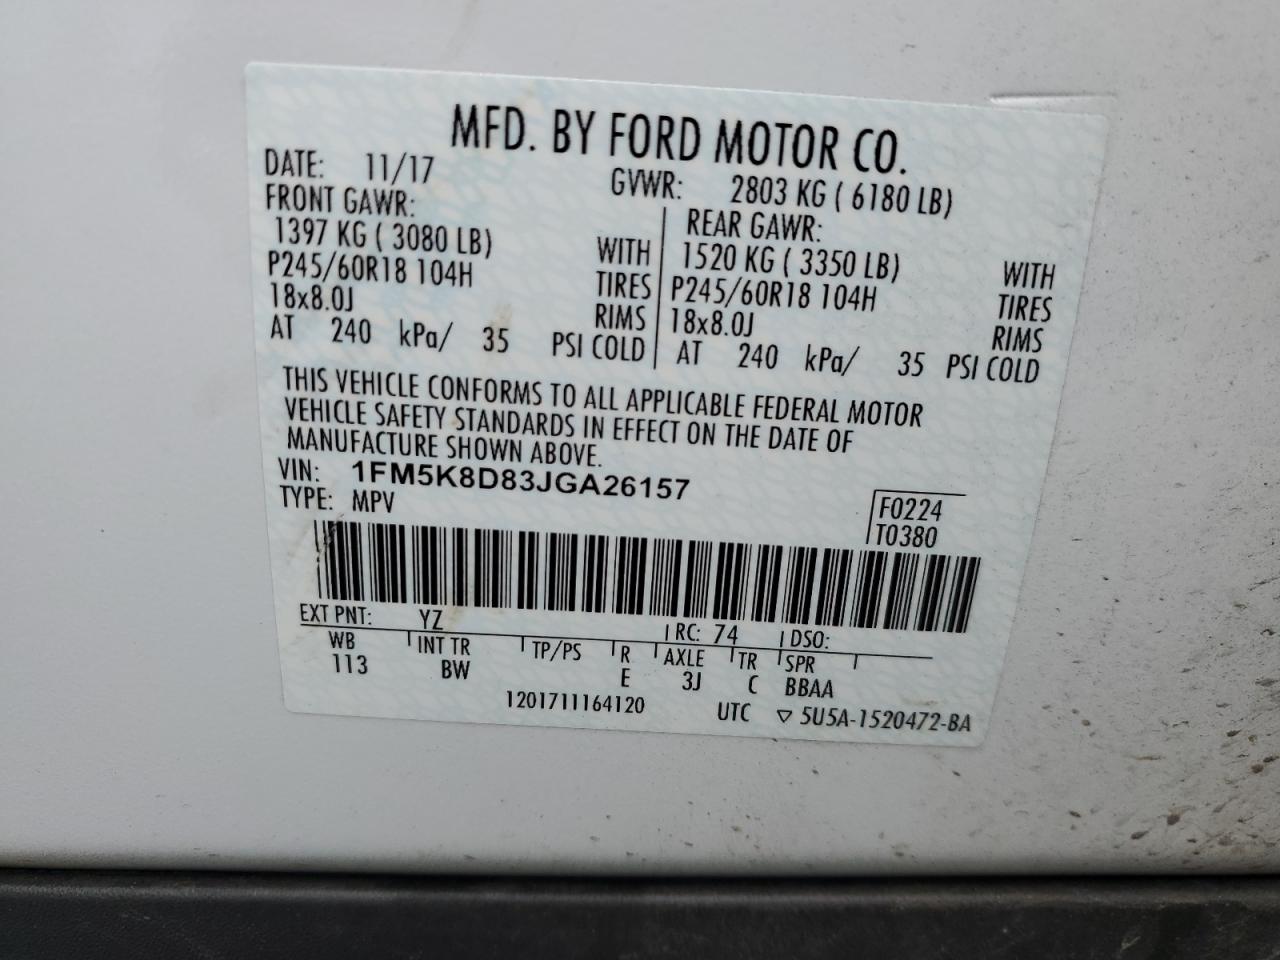 MFD. BY FORD MOTOR CO.
DATE: 11/17 GVWR: 2803 KG ( 6180 LB)
FRONT GAWR: REAR GAWR:
1397 KG ( 3080 LB) WITH 1520 KG ( 3350 LB) WITH
P245/60R18 104H TIRES P245/60R18 104H TIRES
18x8.0J RIMS 18x8.0J RIMS
AT 240 kPa/ 35 PSI COLD AT 240 kPa/ 35 PSI COLD
THIS VEHICLE CONFORMS TO ALL APPLICABLE FEDERAL MOTOR
VEHICLE SAFETY STANDARDS IN EFFECT ON THE DATE OF
MANUFACTURE SHOWN ABOVE.
VIN: 1FM5K8D83JGA26157
TYPE: MPV F0224
T0380
EXT PNT: YZ RC: 74 DSO:
WB INT TR TP/PS R AXLE TR SPR
113 BW E 3J C BBAA
1201711164120 UTC ▽ 5U5A-1520472-BA